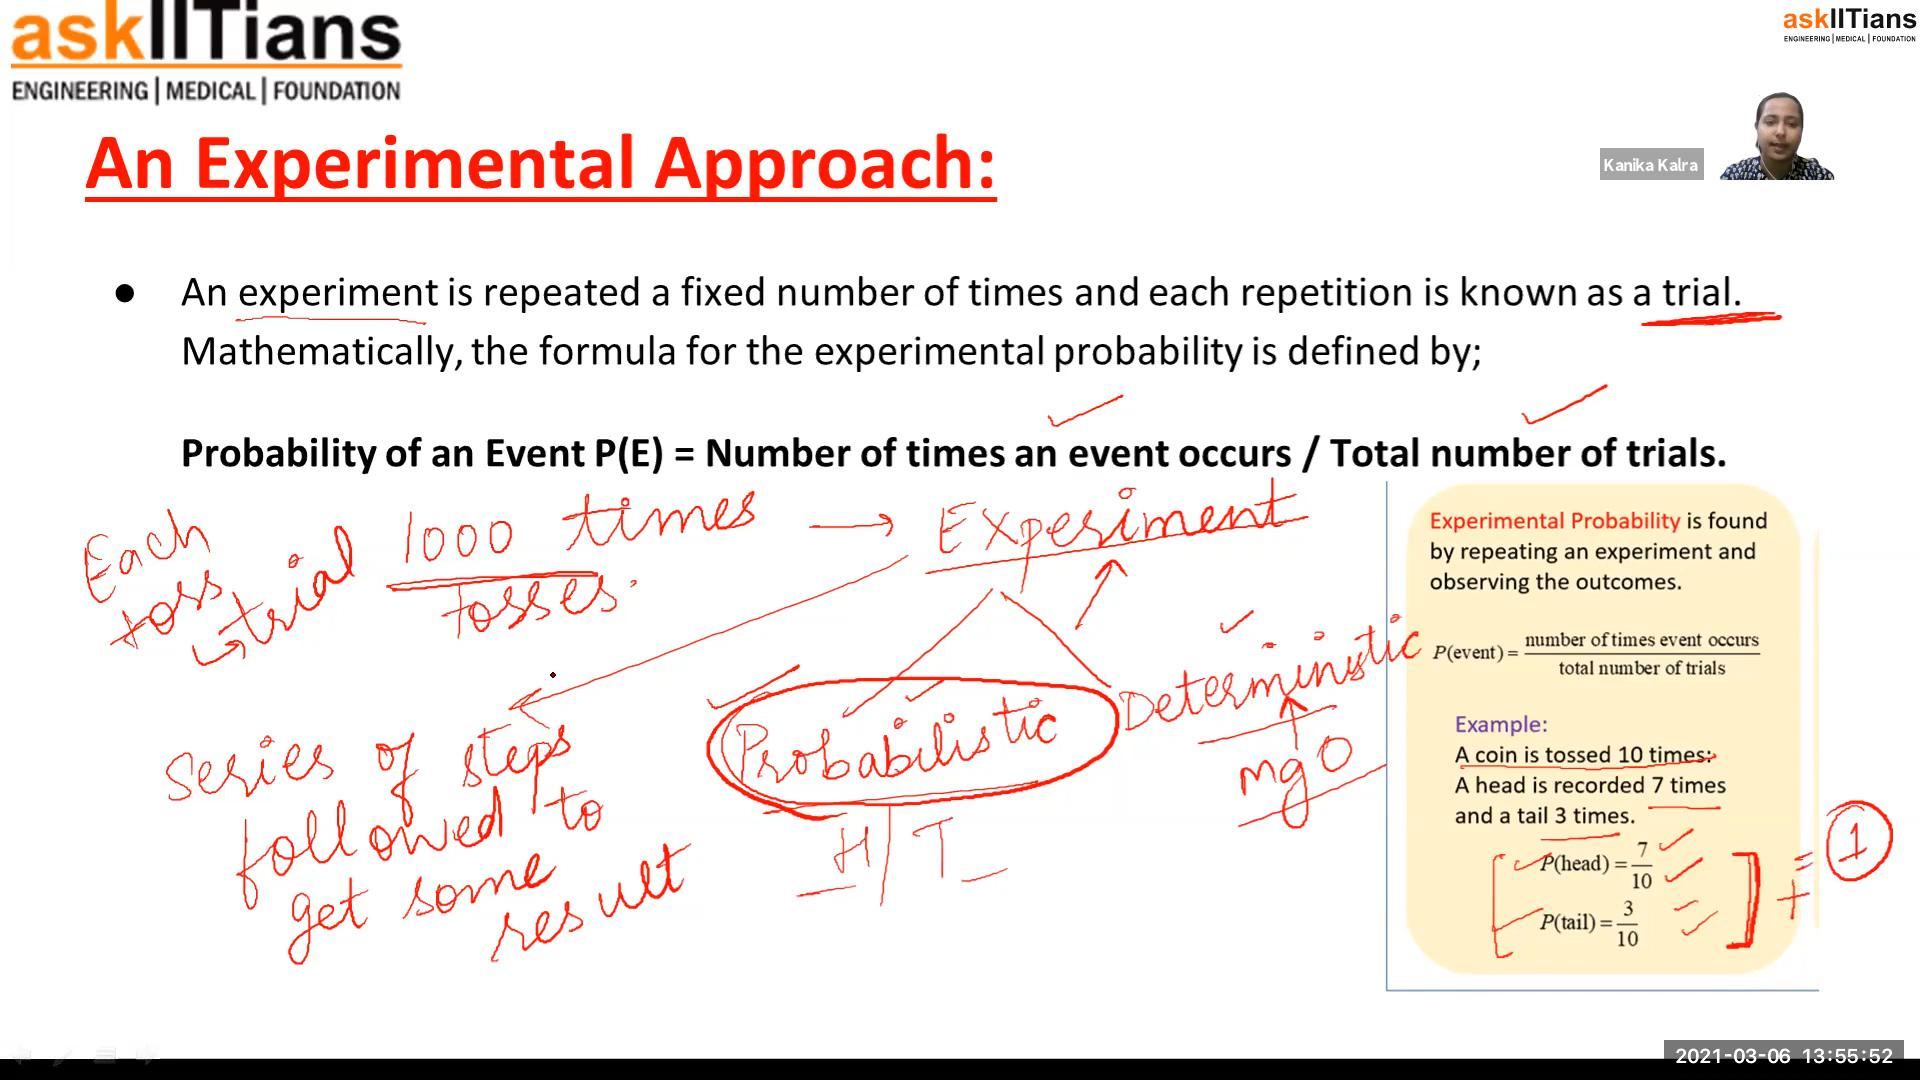 askIITians
ENGINEERING | MEDICAL | FOUNDATION
askIITians
ENGINEERING | MEDICAL | FOUNDATION
Kanika Kalra
An Experimental Approach:
● An experiment is repeated a fixed number of times and each repetition is known as a trial.
Mathematically, the formula for the experimental probability is defined by;
Probability of an Event P(E) = Number of times an event occurs / Total number of trials.
Each
toss
trial
1000 times
tosses.
→ Experiment
Probabilistic
Deterministic
MgO
H/T
series of steps
followed to
get some
result
Experimental Probability is found
by repeating an experiment and
observing the outcomes.
P(event) = number of times event occurs / total number of trials
Example:
A coin is tossed 10 times:
A head is recorded 7 times
and a tail 3 times.
P(head) = 7/10
P(tail) = 3/10
+ = 1
2021-03-06 13:55:52